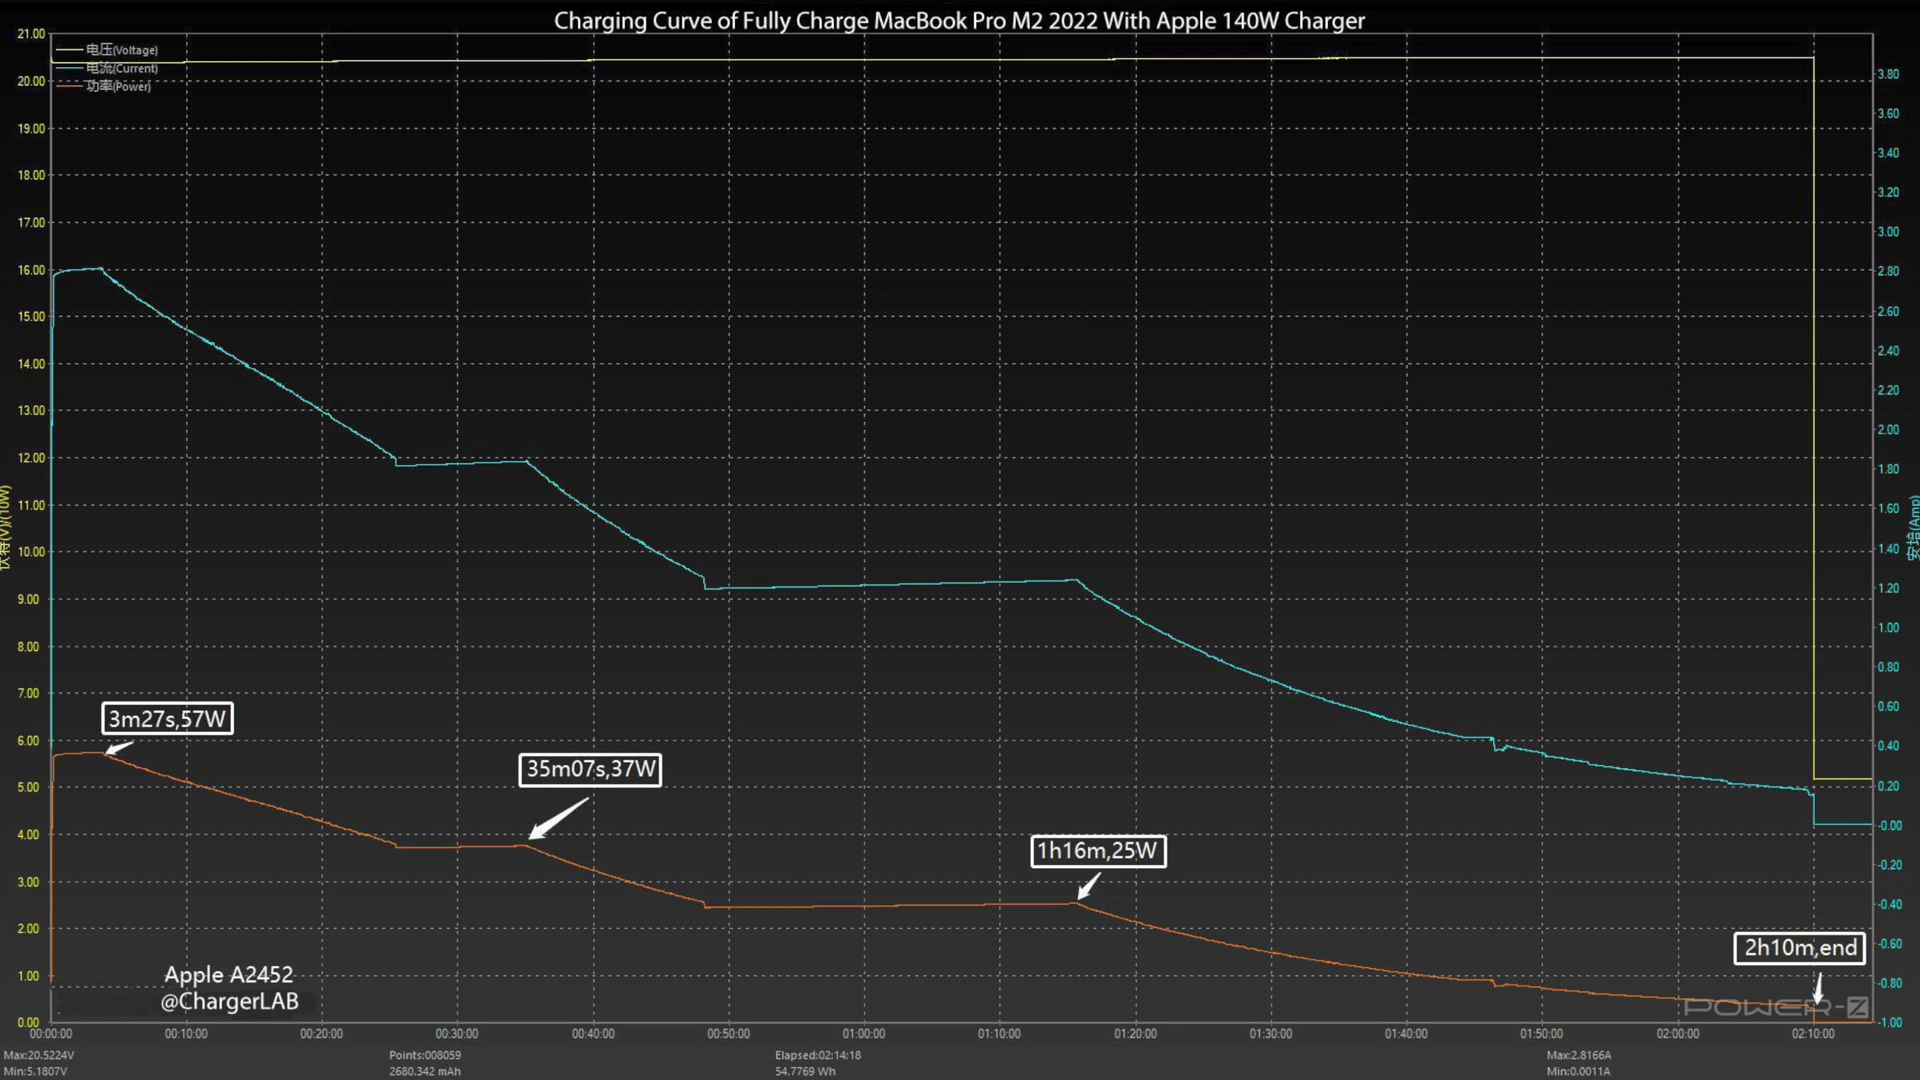 Charging Curve of Fully Charge MacBook Pro M2 2022 With Apple 140W Charger
电压(Voltage)
电流(Current)
功率(Power)
21.00
20.00
19.00
18.00
17.00
16.00
15.00
14.00
13.00
12.00
11.00
10.00
9.00
8.00
7.00
6.00
5.00
4.00
3.00
2.00
1.00
0.00
伏特(V)/(10W)
3.80
3.60
3.40
3.20
3.00
2.80
2.60
2.40
2.20
2.00
1.80
1.60
1.40
1.20
1.00
0.80
0.60
0.40
0.20
-0.00
-0.20
-0.40
-0.60
-0.80
-1.00
安培(Amp)
3m27s,57W
35m07s,37W
1h16m,25W
2h10m,end
Apple A2452
@ChargerLAB
POWER-Z
00:00:00 00:10:00 00:20:00 00:30:00 00:40:00 00:50:00 01:00:00 01:10:00 01:20:00 01:30:00 01:40:00 01:50:00 02:00:00 02:10:00
Max:20.5224V Points:008059 Elapsed:02:14:18 Max:2.8166A
Min:5.1807V 2680.342 mAh 54.7769 Wh Min:0.0011A